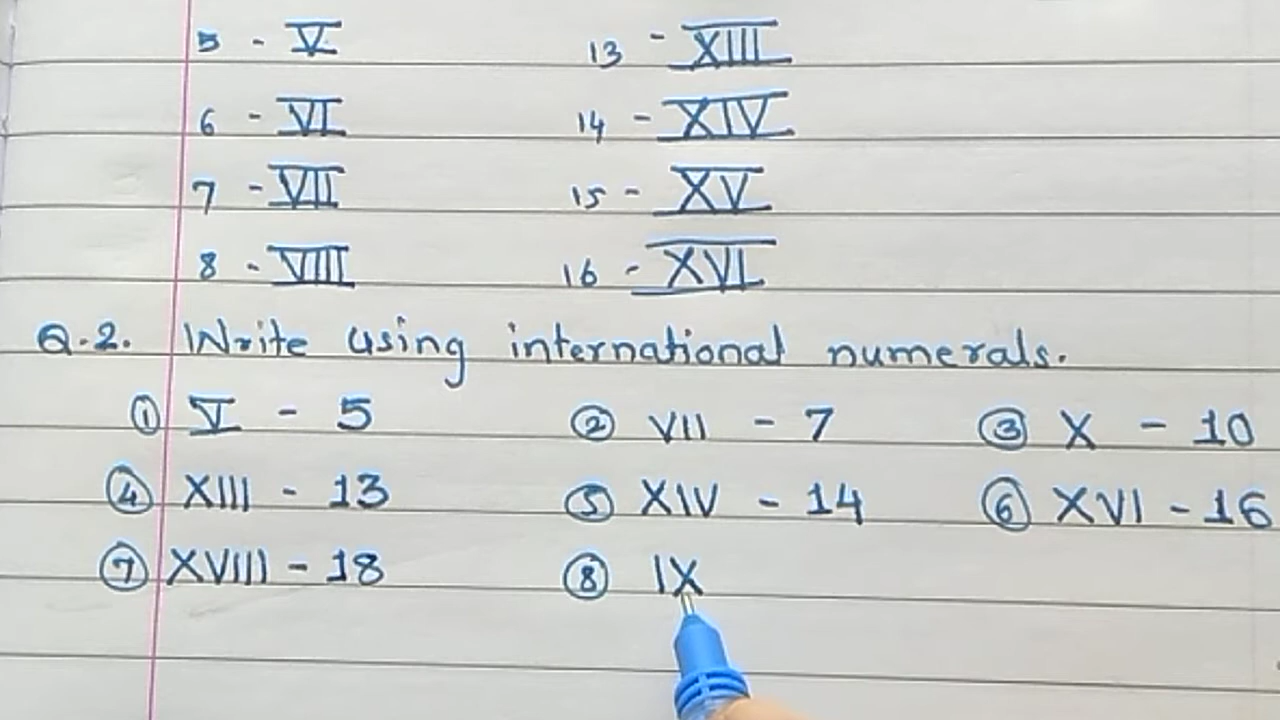 5 - V 13 - XIII
6 - VI 14 - XIV
7 - VII 15 - XV
8 - VIII 16 - XVI
Q.2. Write using international numerals.
① V - 5 ② VII - 7 ③ X - 10
④ XIII - 13 ⑤ XIV - 14 ⑥ XVI - 16
⑦ XVIII - 18 ⑧ IX